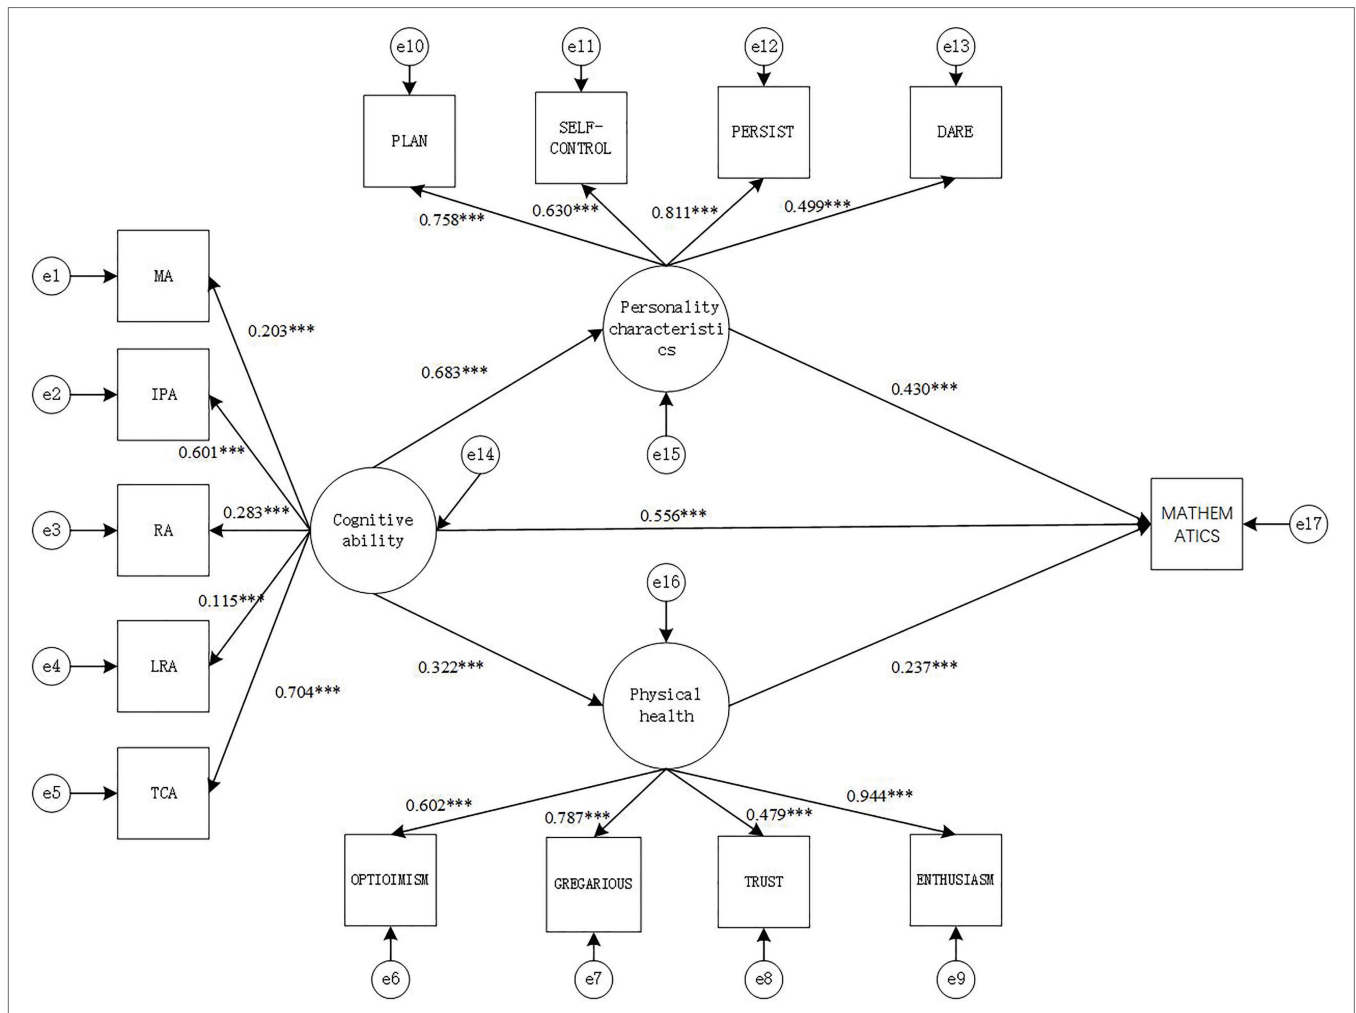 e10
e11
e12
e13
PLAN
SELF-
CONTROL
PERSIST
DARE
0.758***
0.630***
0.811***
0.499***
e1
MA
0.203***
Personality
characteristi
cs
0.683***
0.430***
e2
IPA
0.601***
e14
e15
e3
RA
0.283***
Cognitive
ability
0.556***
MATHEM
ATICS
e17
e16
0.115***
e4
LRA
0.322***
0.237***
0.704***
Physical
health
e5
TCA
0.602***
0.787***
0.479***
0.944***
OPTIOIMISM
GREGARIOUS
TRUST
ENTHUSIASM
e6
e7
e8
e9